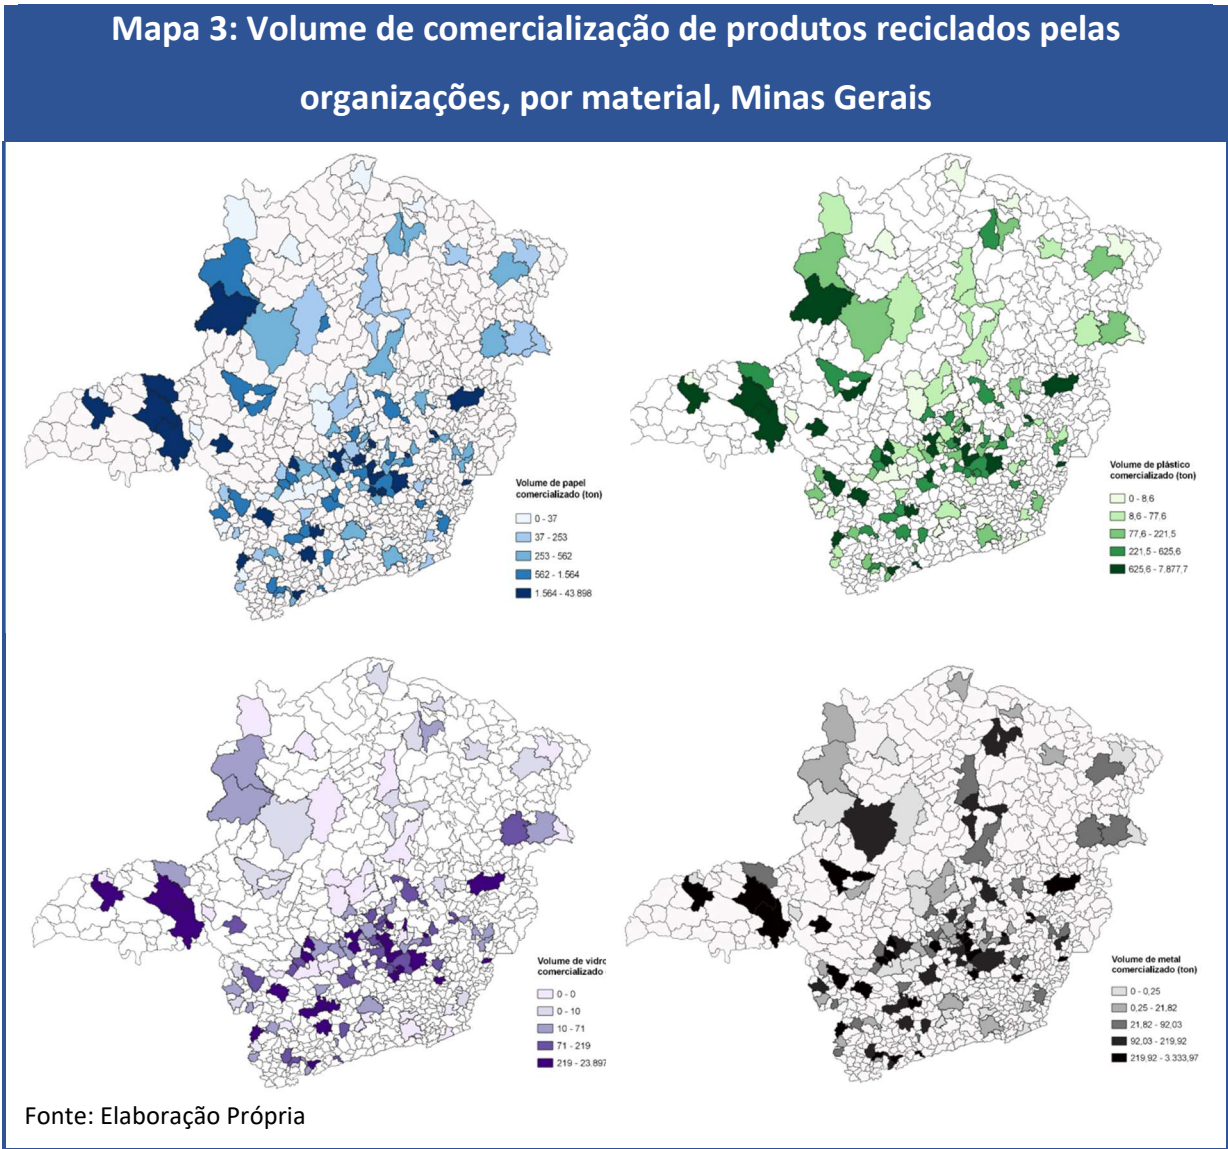 Mapa 3: Volume de comercialização de produtos reciclados pelas
organizações, por material, Minas Gerais
Volume de papel
comercializado (ton)
0 - 37
37 - 253
253 - 562
562 - 1.564
1.564 - 43.898
Volume de plástico
comercializado (ton)
0 - 8,6
8,6 - 77,6
77,6 - 221,5
221,5 - 625,6
625,6 - 7.877,7
Volume de vidro
comercializado
0 - 0
0 - 10
10 - 71
71 - 219
219 - 23.897
Volume de metal
comercializado (ton)
0 - 0,25
0,25 - 21,82
21,82 - 92,03
92,03 - 219,92
219,92 - 3.333,97
Fonte: Elaboração Própria